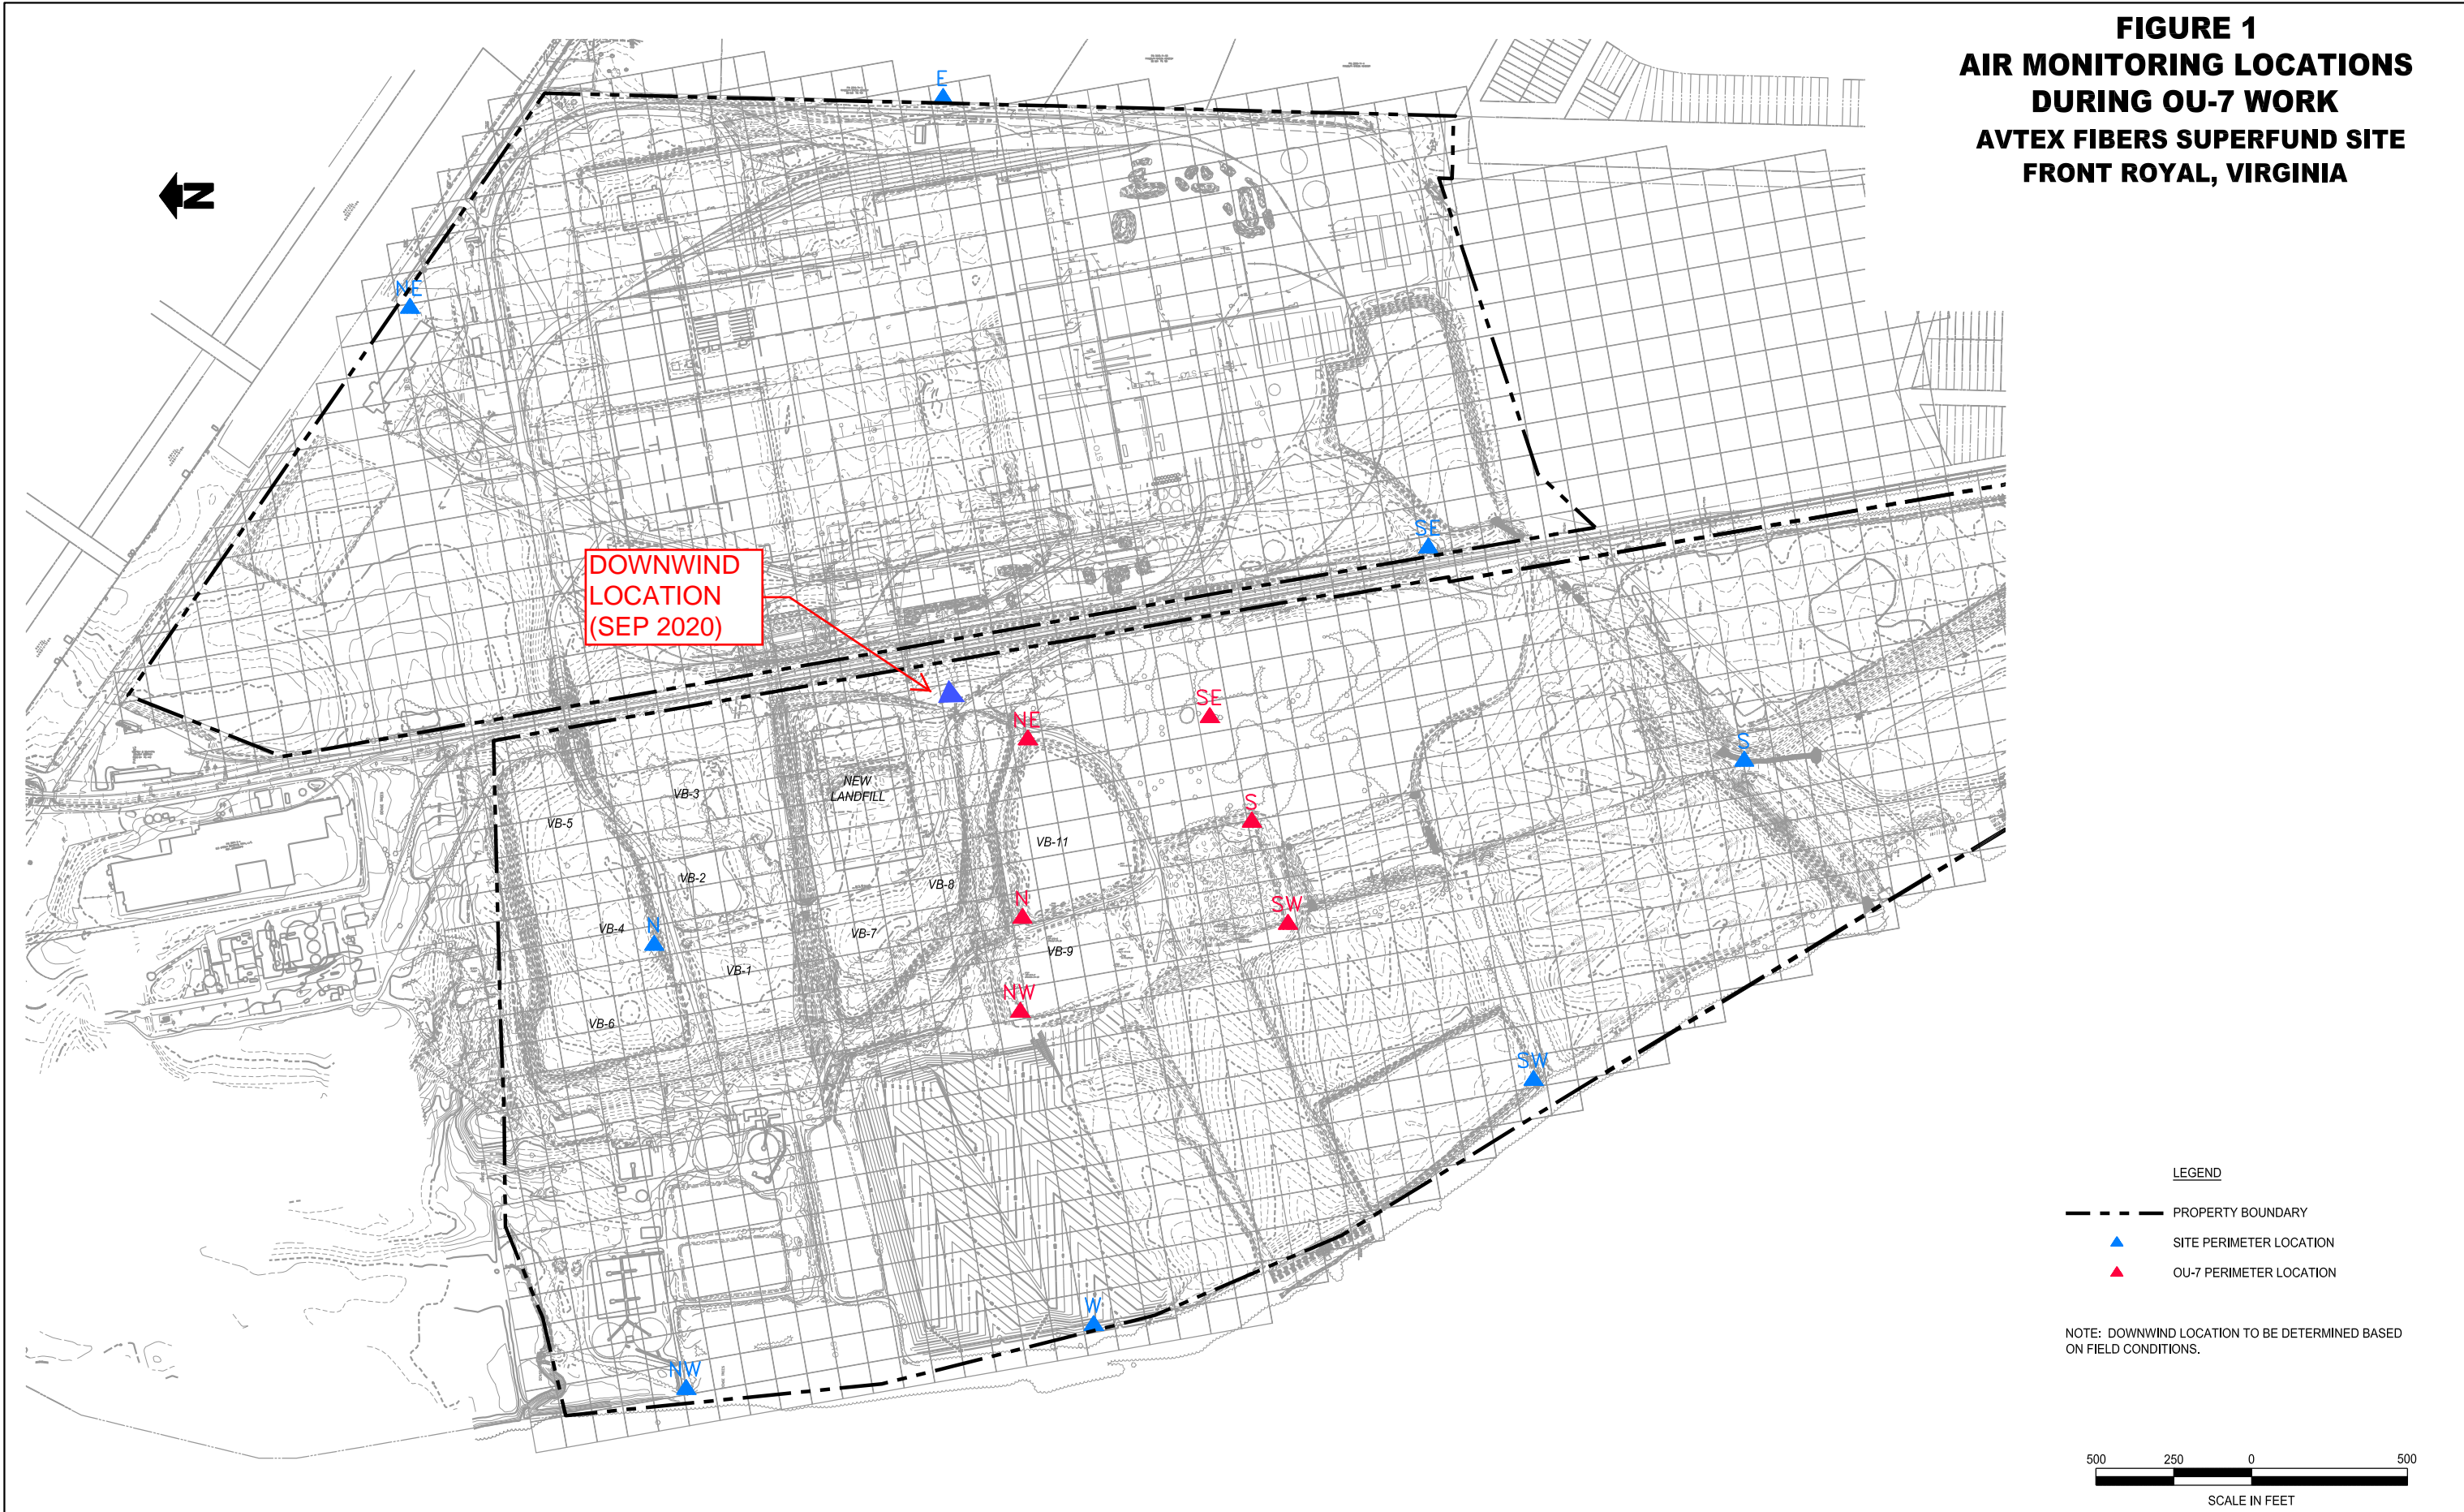 FIGURE 1
AIR MONITORING LOCATIONS
DURING OU-7 WORK
AVTEX FIBERS SUPERFUND SITE
FRONT ROYAL, VIRGINIA
E
N
NE
SE
DOWNWIND
LOCATION
(SEP 2020)
SE
NE
S
NEW
LANDFILL
VB-3
S
VB-5
VB-11
VB-2
VB-8
N
SW
N
VB-4
VB-7
VB-9
VB-1
NW
VB-6
SW
W
NW
LEGEND
PROPERTY BOUNDARY
SITE PERIMETER LOCATION
OU-7 PERIMETER LOCATION
NOTE: DOWNWIND LOCATION TO BE DETERMINED BASED
ON FIELD CONDITIONS.
500 250 0 500
SCALE IN FEET